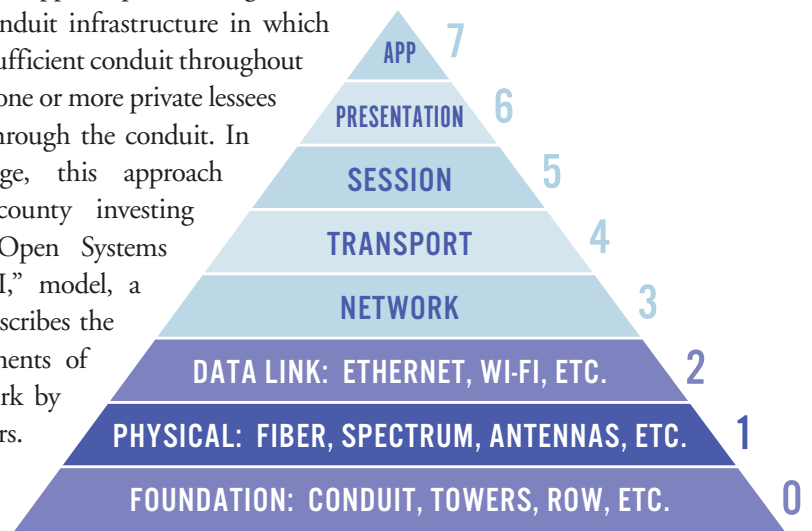 nduit infrastructure in which
ufficient conduit throughout
one or more private lessees
rough the conduit. In
ge, this approach
county investing
Open Systems
I,” model, a
scribes the
ents of
rk by
rs.
APP 7
PRESENTATION 6
SESSION 5
TRANSPORT 4
NETWORK 3
DATA LINK: ETHERNET, WI-FI, ETC. 2
PHYSICAL: FIBER, SPECTRUM, ANTENNAS, ETC. 1
FOUNDATION: CONDUIT, TOWERS, ROW, ETC. 0